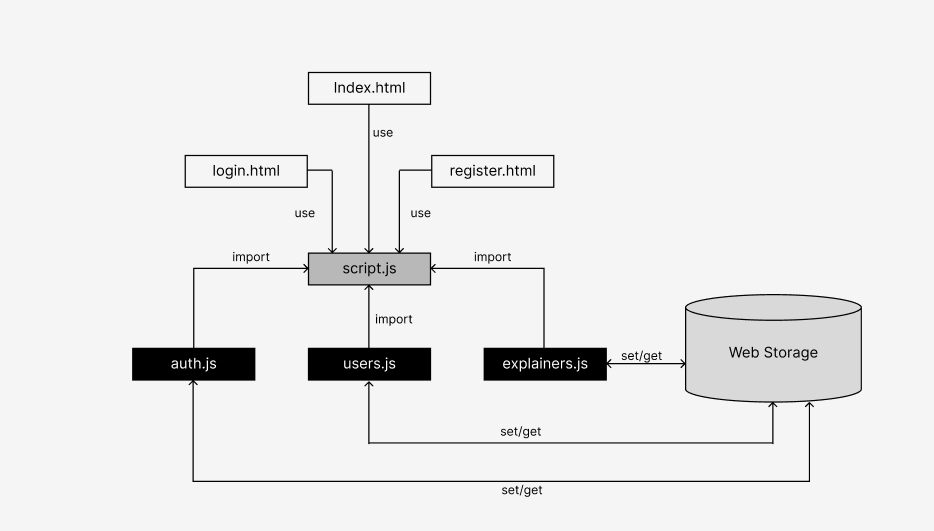 Index.html
use
login.html
register.html
use
use
import
import
script.js
import
auth.js
users.js
explainers.js
set/get
Web Storage
set/get
set/get